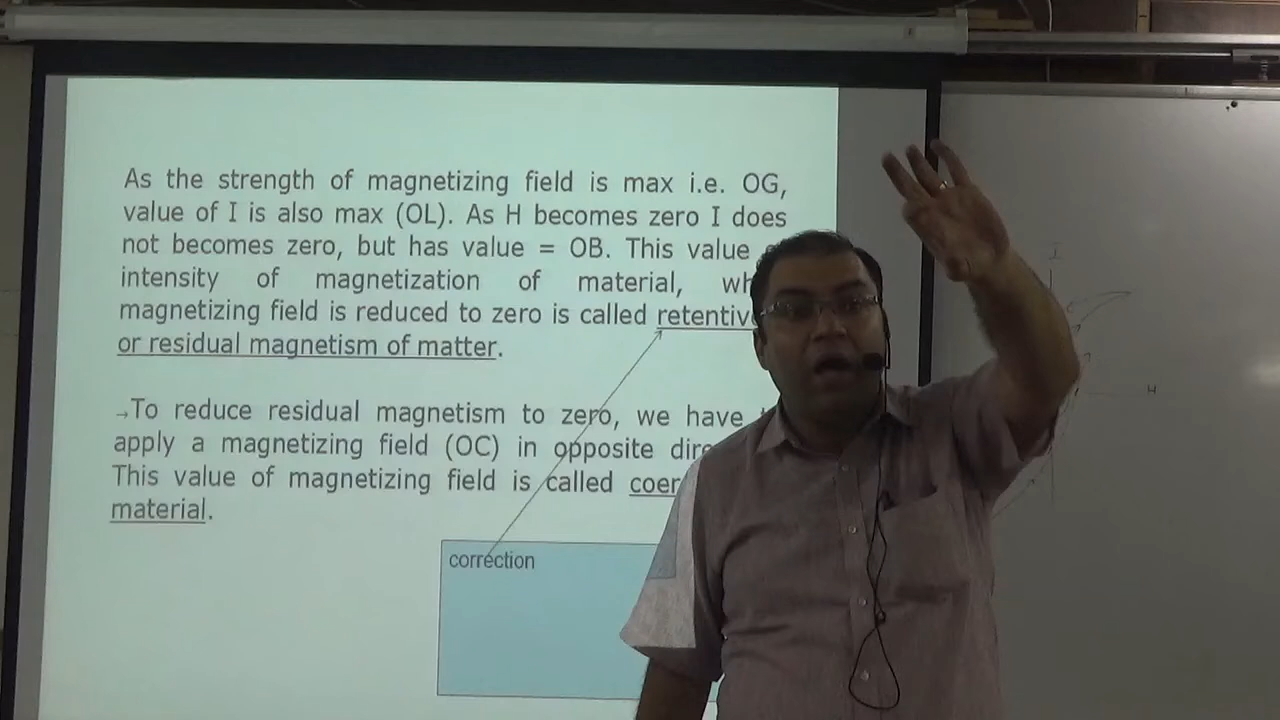 As the strength of magnetizing field is max i.e. OG,
value of I is also max (OL). As H becomes zero I does
not becomes zero, but has value = OB. This value
intensity of magnetization of material,
magnetizing field is reduced to zero is called
or residual magnetism of matter.
→To reduce residual magnetism to zero, we have
apply a magnetizing field (OC) in opposite
This value of magnetizing field is called
material.
correction
I
H